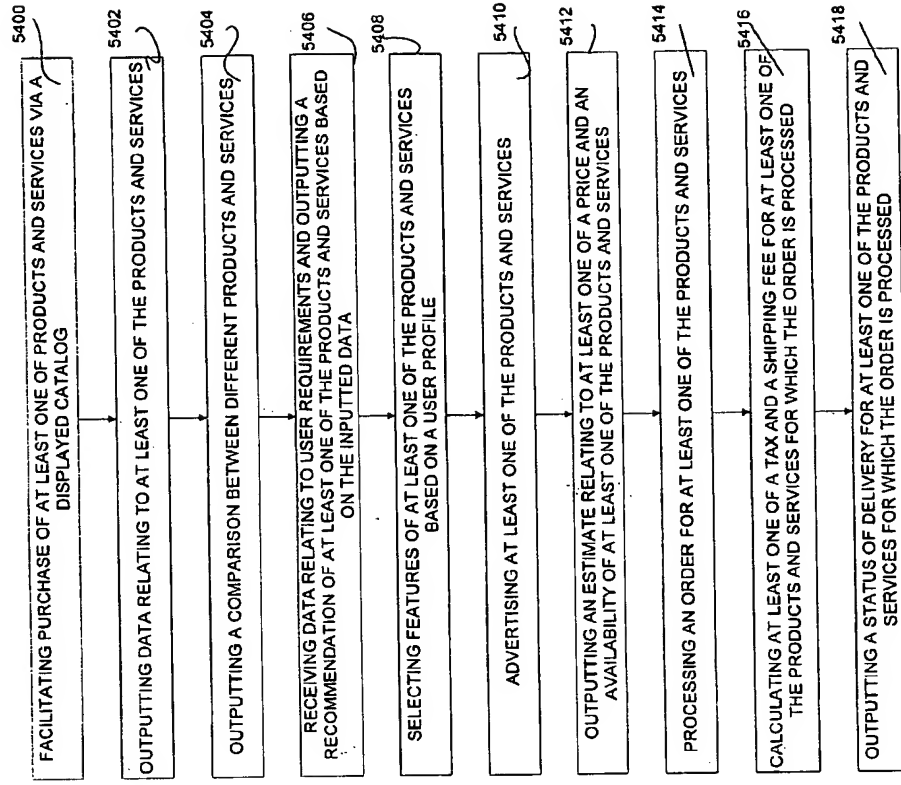 5400
FACILITATING PURCHASE OF AT LEAST ONE OF PRODUCTS AND SERVICES VIA A
DISPLAYED CATALOG
5402
OUTPUTTING DATA RELATING TO AT LEAST ONE OF THE PRODUCTS AND SERVICES
5404
OUTPUTTING A COMPARISON BETWEEN DIFFERENT PRODUCTS AND SERVICES
5406
RECEIVING DATA RELATING TO USER REQUIREMENTS AND OUTPUTTING A
RECOMMENDATION OF AT LEAST ONE OF THE PRODUCTS AND SERVICES BASED
ON THE INPUTTED DATA
5408
SELECTING FEATURES OF AT LEAST ONE OF THE PRODUCTS AND SERVICES
BASED ON A USER PROFILE
5410
ADVERTISING AT LEAST ONE OF THE PRODUCTS AND SERVICES
5412
OUTPUTTING AN ESTIMATE RELATING TO AT LEAST ONE OF A PRICE AND AN
AVAILABILITY OF AT LEAST ONE OF THE PRODUCTS AND SERVICES
5414
PROCESSING AN ORDER FOR AT LEAST ONE OF THE PRODUCTS AND SERVICES
5416
CALCULATING AT LEAST ONE OF A TAX AND A SHIPPING FEE FOR AT LEAST ONE OF
THE PRODUCTS AND SERVICES FOR WHICH THE ORDER IS PROCESSED
5418
OUTPUTTING A STATUS OF DELIVERY FOR AT LEAST ONE OF THE PRODUCTS AND
SERVICES FOR WHICH THE ORDER IS PROCESSED